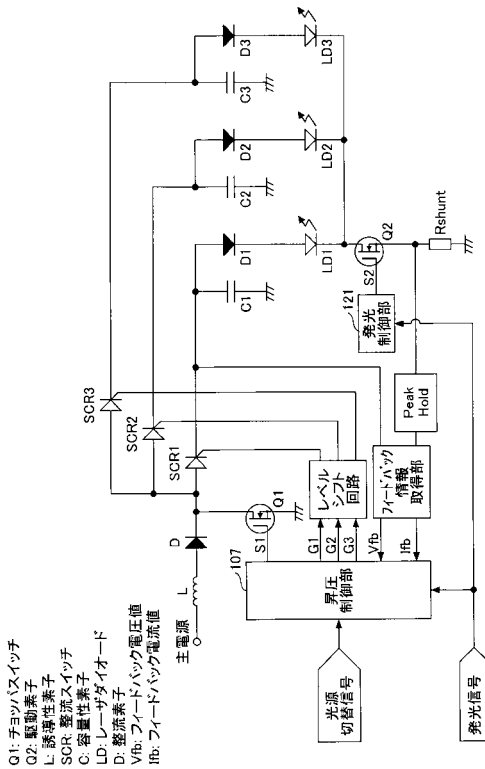 Q1: チョッパスイッチ
Q2: 駆動素子
L: 誘導性素子
SCR: 整流スイッチ
C: 容量性素子
LD: レーザダイオード
D: 整流素子
Vfb: フィードバック電圧値
Ifb: フィードバック電流値
SCR3
SCR2
SCR1
D3
D2
D1
C3
C2
C1
LD3
LD2
LD1
主電源
L
D
Q1
S1
107
昇圧
制御部
G1
G2
G3
Vfb
Ifb
レベル
シフト
回路
フィードバック
情報
取得部
Peak
Hold
121
発光
制御部
S2
Q2
Rshunt
光源
切替信号
発光信号